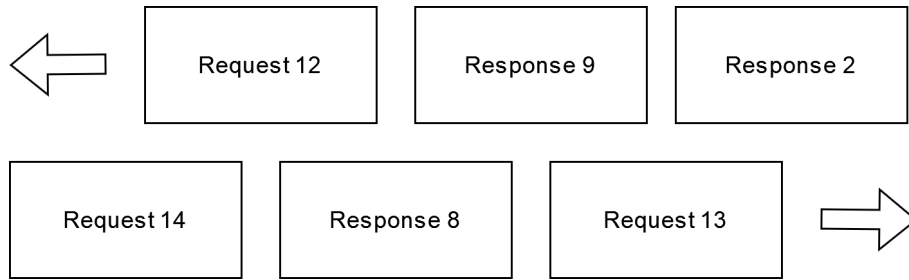 Request 12
Response 9
Response 2
Request 14
Response 8
Request 13